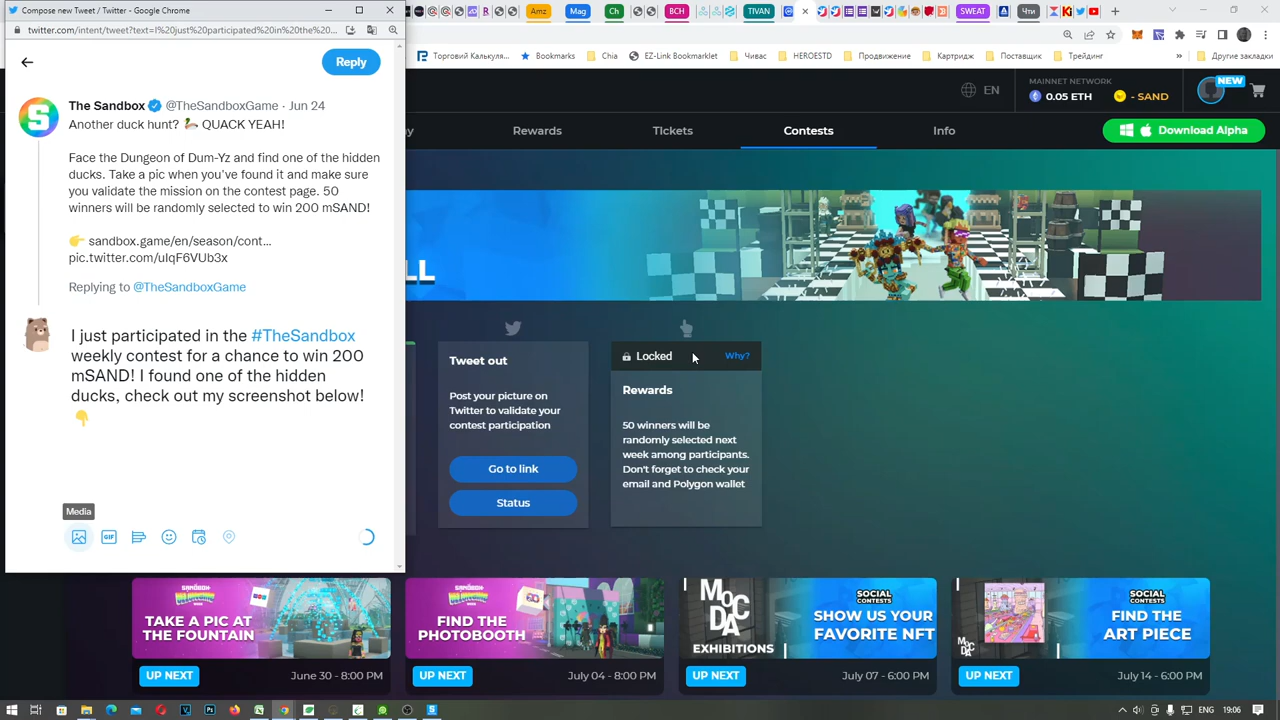 Compose new Tweet / Twitter - Google Chrome
twitter.com/intent/tweet?text=I%20just%20participated%20in%20the%20...
Reply
The Sandbox @TheSandboxGame · Jun 24
Another duck hunt? 🦆 QUACK YEAH!
Face the Dungeon of Dum-Yz and find one of the hidden
ducks. Take a pic when you've found it and make sure
you validate the mission on the contest page. 50
winners will be randomly selected to win 200 mSAND!
👉 sandbox.game/en/season/cont…
pic.twitter.com/uIqF6VUb3x
Replying to @TheSandboxGame
I just participated in the #TheSandbox
weekly contest for a chance to win 200
mSAND! I found one of the hidden
ducks, check out my screenshot below!
👇
Media
GIF
Amz
Mag
Ch
BCH
TIVAN
SWEAT
Чти
Торговий Калькуля...
Bookmarks
Chia
EZ-Link Bookmarklet
Чивас
HEROESTD
Продвижение
Картридж
Поставщик
Трейдинг
»
Другие закладки
EN
MAINNET NETWORK
0.05 ETH
- SAND
NEW
Rewards
Tickets
Contests
Info
Download Alpha
LL
Tweet out
Post your picture on
Twitter to validate your
contest participation
Go to link
Status
Locked
Why?
Rewards
50 winners will be
randomly selected next
week among participants.
Don't forget to check your
email and Polygon wallet
TAKE A PIC AT
THE FOUNTAIN
UP NEXT
June 30 - 8:00 PM
FIND THE
PHOTOBOOTH
UP NEXT
July 04 - 8:00 PM
MOCDA
EXHIBITIONS
SOCIAL
CONTESTS
SHOW US YOUR
FAVORITE NFT
UP NEXT
July 07 - 6:00 PM
SOCIAL
CONTESTS
FIND THE
ART PIECE
UP NEXT
July 14 - 6:00 PM
ENG
19:06